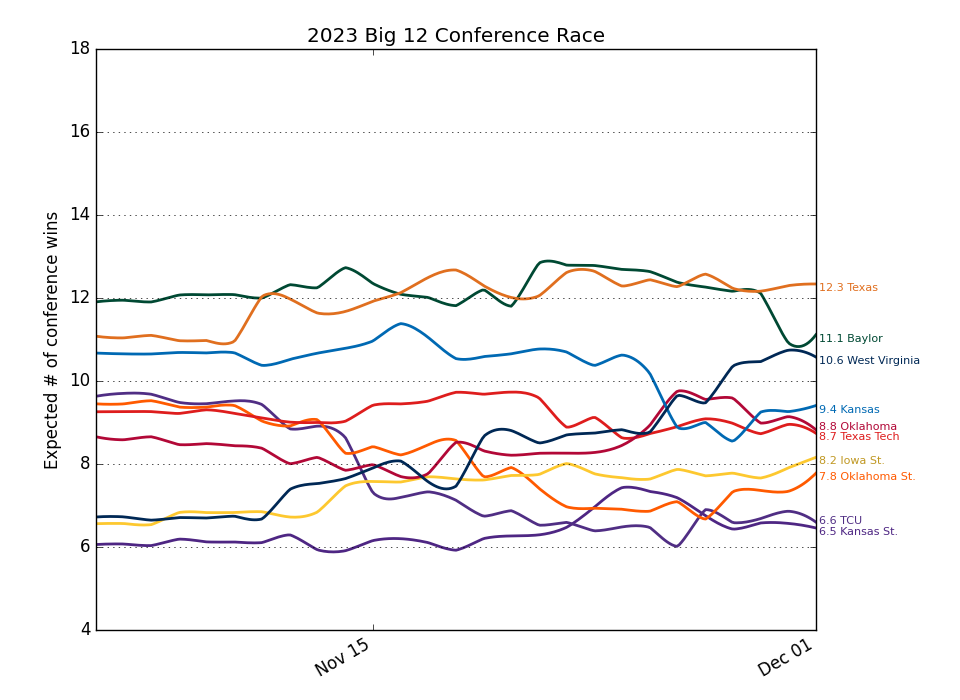 2023 Big 12 Conference Race
Expected # of conference wins
18
16
14
12
10
8
6
4
12.3 Texas
11.1 Baylor
10.6 West Virginia
9.4 Kansas
8.8 Oklahoma
8.7 Texas Tech
8.2 Iowa St.
7.8 Oklahoma St.
6.6 TCU
6.5 Kansas St.
Nov 15
Dec 01